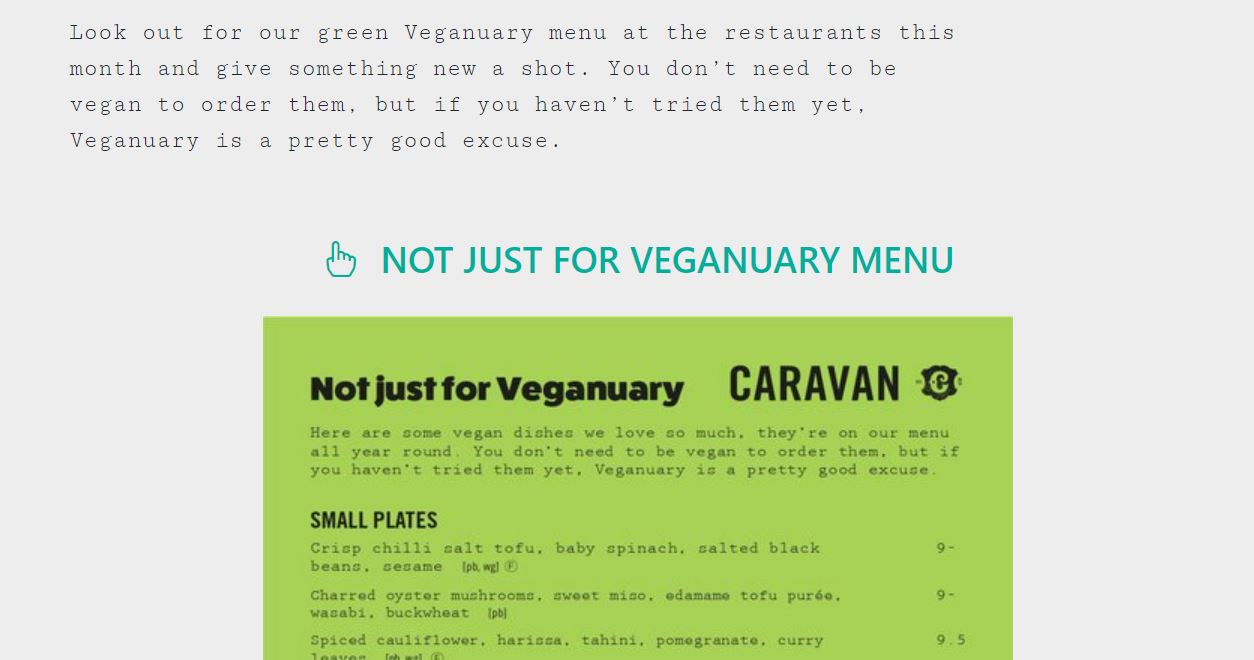 Look out for our green Veganuary menu at the restaurants this
month and give something new a shot. You don’t need to be
vegan to order them, but if you haven’t tried them yet,
Veganuary is a pretty good excuse.
NOT JUST FOR VEGANUARY MENU
Not just for Veganuary
CARAVAN
Here are some vegan dishes we love so much, they're on our menu
all year round. You don't need to be vegan to order them, but if
you haven't tried them yet, Veganuary is a pretty good excuse.
SMALL PLATES
Crisp chilli salt tofu, baby spinach, salted black 9-
beans, sesame [pb, wg] Ⓕ
Charred oyster mushrooms, sweet miso, edamame tofu purée, 9-
wasabi, buckwheat [pb]
Spiced cauliflower, harissa, tahini, pomegranate, curry 9.5
leaves [pb, wg] Ⓕ